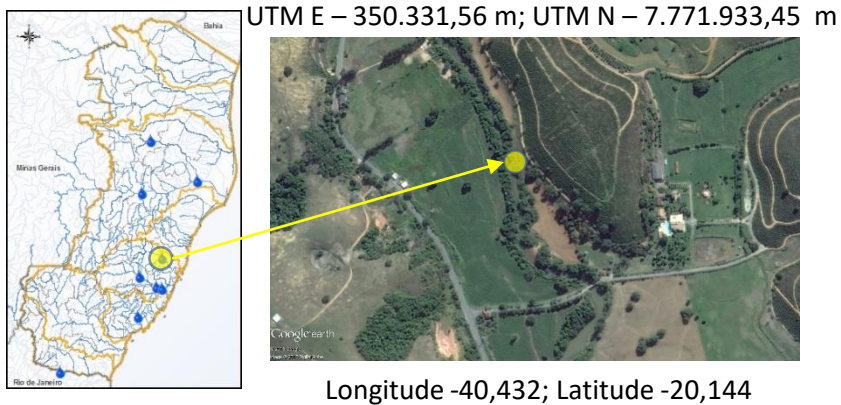 UTM E – 350.331,56 m; UTM N – 7.771.933,45 m
Bahia
Minas Gerais
Rio de Janeiro
Google earth
Longitude -40,432; Latitude -20,144